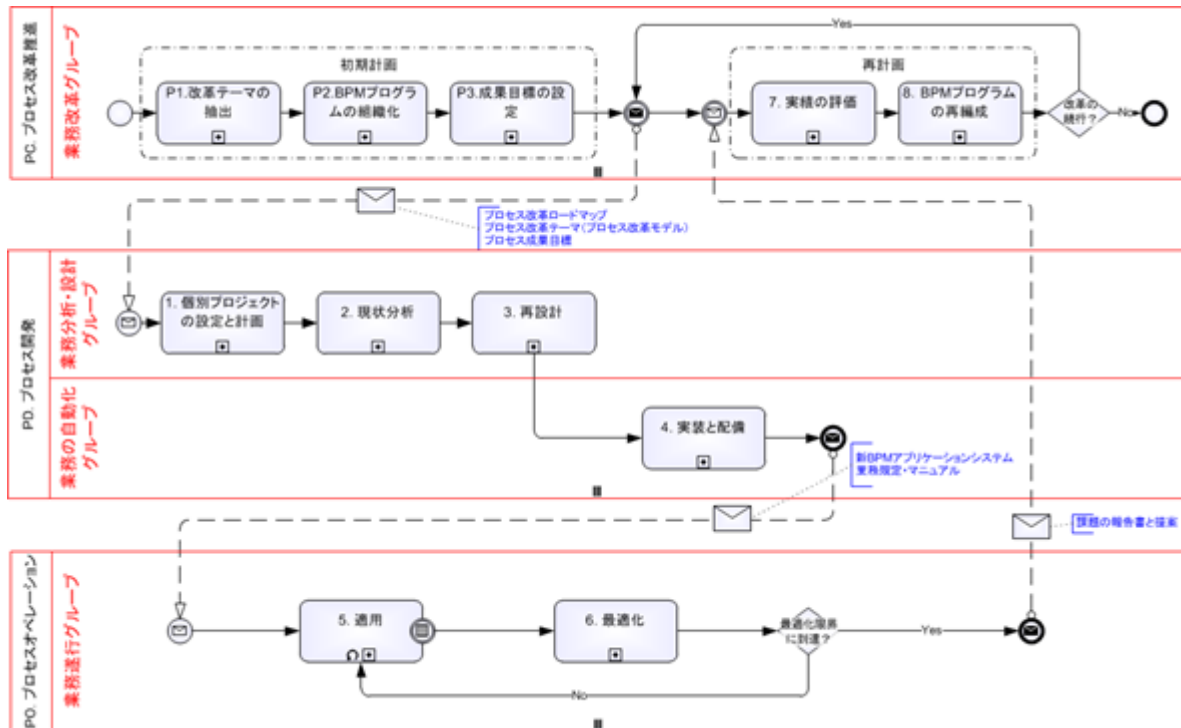 PC. プロセス改革推進
業務改革グループ
初期計画
P1.改革テーマの
抽出
P2.BPMプログラ
ムの組織化
P3.成果目標の設
定
Yes
再計画
7. 実績の評価
8. BPMプログラム
の再編成
改革の
続行？
No
プロセス改革ロードマップ
プロセス改革テーマ(プロセス改革モデル)
プロセス成果目標
PD. プロセス開発
業務分析・設計
グループ
1. 個別プロジェクト
の設定と計画
2. 現状分析
3. 再設計
業務の自動化
グループ
4. 実装と配備
新BPMアプリケーションシステム
業務規定・マニュアル
課題の報告書と提案
PO. プロセスオペレーション
業務遂行グループ
5. 適用
6. 最適化
最適化限界
に到達？
Yes
No